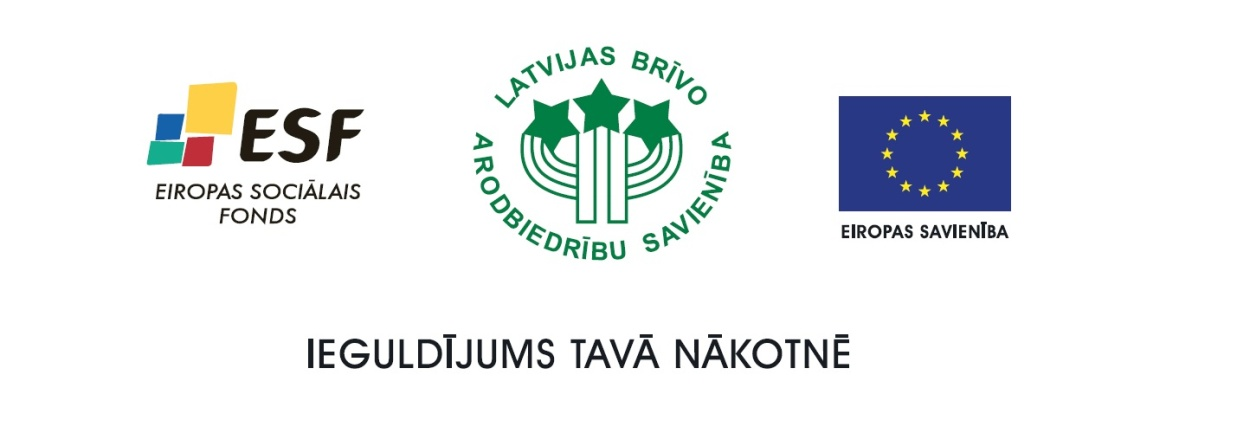 ESF
EIROPAS SOCIĀLAIS
FONDS
LATVIJAS BRĪVO
ARODBIEDRĪBU SAVIENĪBA
EIROPAS SAVIENĪBA
IEGULDĪJUMS TAVĀ NĀKOTNĒ